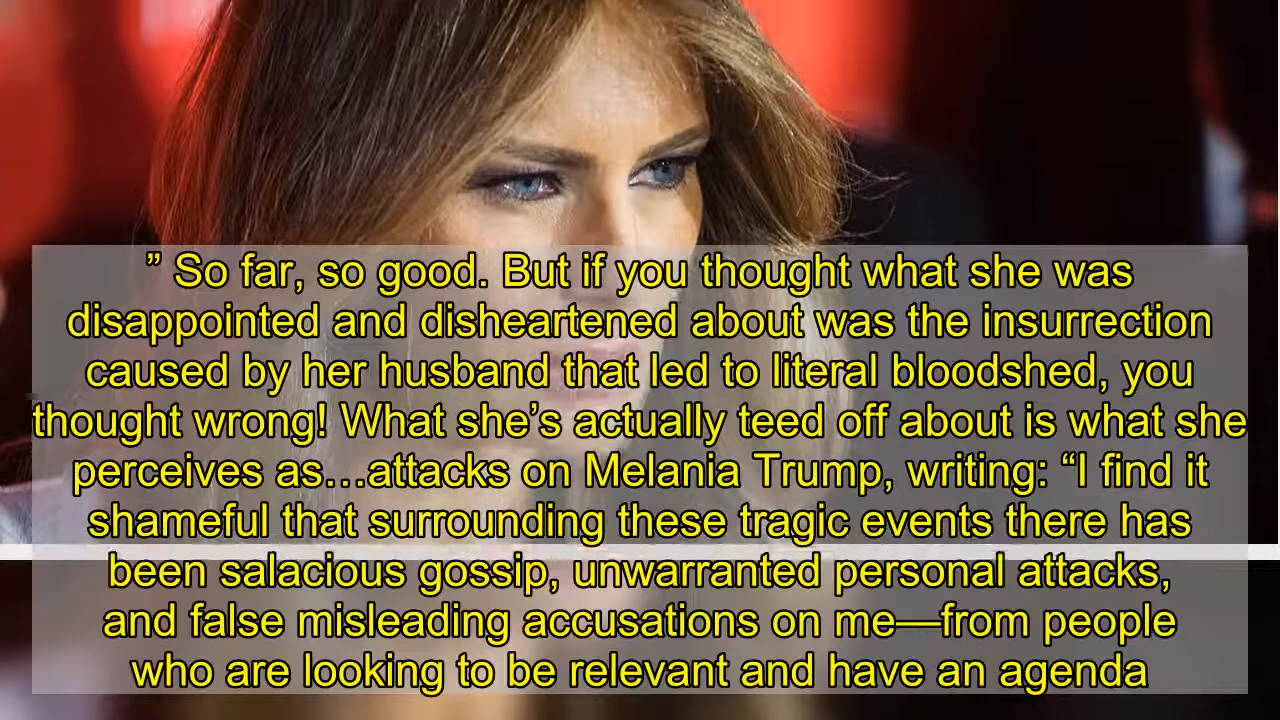 ” So far, so good. But if you thought what she was
disappointed and disheartened about was the insurrection
caused by her husband that led to literal bloodshed, you
thought wrong! What she’s actually teed off about is what she
perceives as…attacks on Melania Trump, writing: “I find it
shameful that surrounding these tragic events there has
been salacious gossip, unwarranted personal attacks,
and false misleading accusations on me—from people
who are looking to be relevant and have an agenda